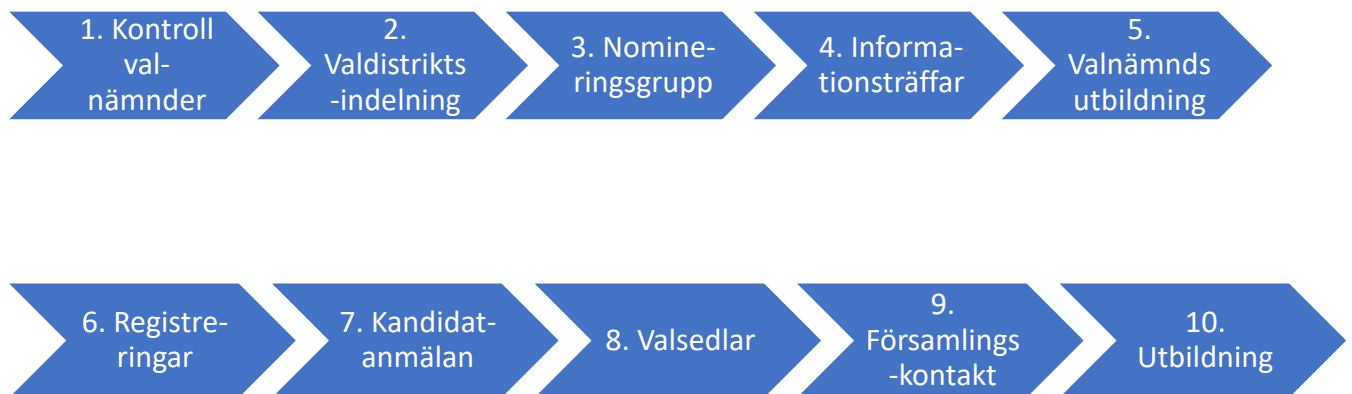 1. Kontroll
val-
nämnder
2.
Valdistrikts
-indelning
3. Nomine-
ringsgrupp
4. Informa-
tionsträffar
5.
Valnämnds
utbildning
6. Registre-
ringar
7. Kandidat-
anmälan
8. Valsedlar
9.
Församlings
-kontakt
10.
Utbildning